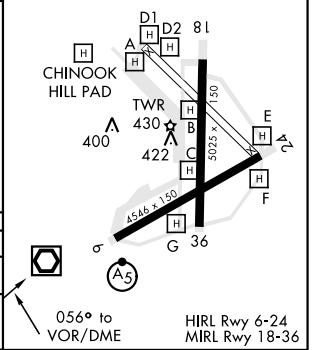 D1
D2
18
H
H
H
A
H
CHINOOK
HILL PAD
TWR
430
400
422
H
B
150
5025 x
E
H
24
C
H
4546 x 150
H
F
H
G
6
36
A5
056° to
VOR/DME
HIRL Rwy 6-24
MIRL Rwy 18-36